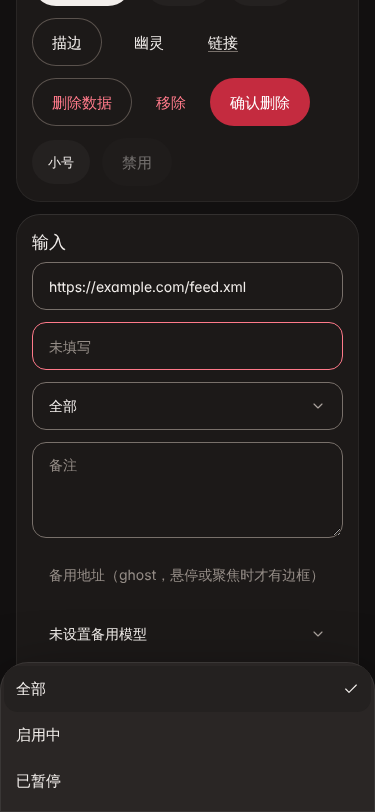 描边
幽灵
链接
删除数据
移除
确认删除
小号
禁用
输入
https://example.com/feed.xml
未填写
全部
备注
备用地址（ghost，悬停或聚焦时才有边框）
未设置备用模型
全部
启用中
已暂停